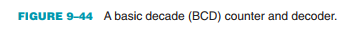 FIGURE 9–44 A basic decade (BCD) counter and decoder.